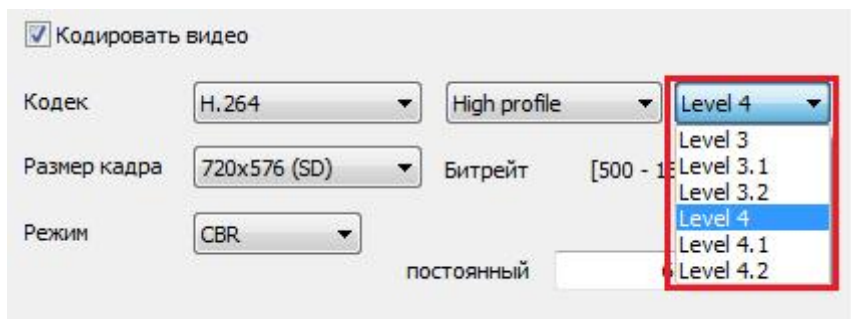 Кодировать видео
Кодек H.264 High profile Level 4
Level 3
Размер кадра 720x576 (SD) Битрейт [500 - 1 Level 3.1
Level 3.2
Level 4
Режим CBR Level 4.1
постоянный Level 4.2